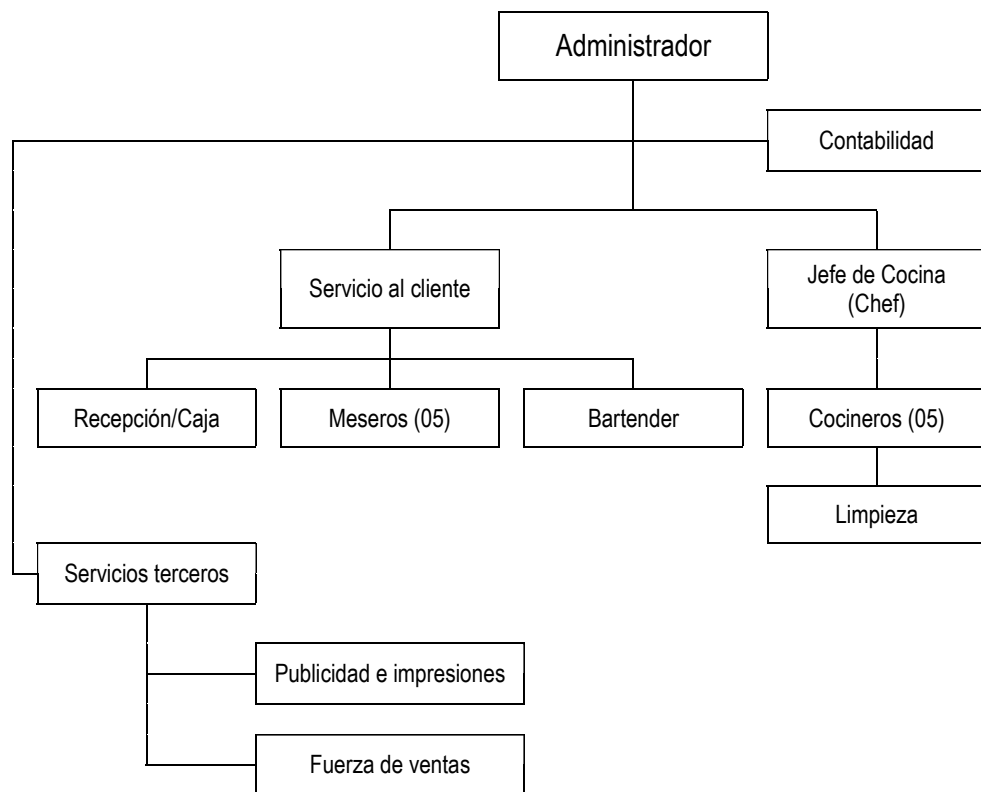 Administrador
Contabilidad
Servicio al cliente
Jefe de Cocina
(Chef)
Recepción/Caja
Meseros (05)
Bartender
Cocineros (05)
Limpieza
Servicios terceros
Publicidad e impresiones
Fuerza de ventas